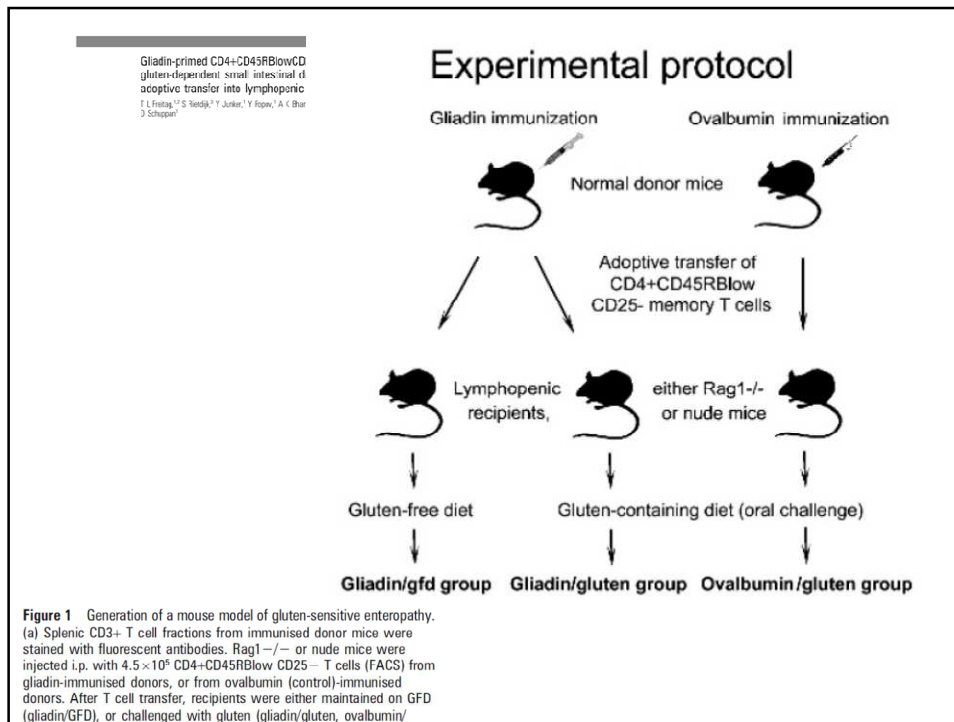 Gliadin-primed CD4+CD45RBlowCD
gluten-dependent small intestinal d
adoptive transfer into lymphopenic
T L Freitag,
Y Junker,
Y Popov,
D Schuppan
Experimental protocol
Gliadin immunization
Ovalbumin immunization
Normal donor mice
Adoptive transfer of
CD4+CD45RBlow
CD25- memory T cells
Lymphopenic
recipients,
either Rag1-/-
or nude mice
Gluten-free diet
Gluten-containing diet (oral challenge)
Gliadin/gfd group
Gliadin/gluten group
Ovalbumin/gluten group
Figure 1 Generation of a mouse model of gluten-sensitive enteropathy.
(a) Splenic CD3+ T cell fractions from immunised donor mice were
stained with fluorescent antibodies. Rag1−/− or nude mice were
injected i.p. with 4.5×10⁵ CD4+CD45RBlow CD25− T cells (FACS) from
gliadin-immunised donors, or from ovalbumin (control)-immunised
donors. After T cell transfer, recipients were either maintained on GFD
(gliadin/GFD), or challenged with gluten (gliadin/gluten, ovalbumin/